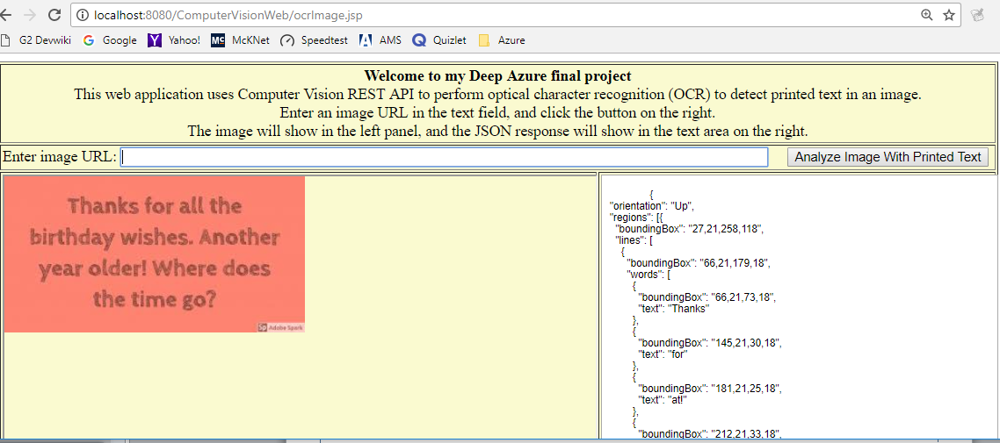 localhost:8080/ComputerVisionWeb/ocrImage.jsp
G2 Devwiki Google Yahoo! McKNet Speedtest AMS Quizlet Azure
Welcome to my Deep Azure final project
This web application uses Computer Vision REST API to perform optical character recognition (OCR) to detect printed text in an image.
Enter an image URL in the text field, and click the button on the right.
The image will show in the left panel, and the JSON response will show in the text area on the right.
Enter image URL: Analyze Image With Printed Text
Thanks for all the
birthday wishes. Another
year older! Where does
the time go?
Sp Adobe Spark
{
"orientation": "Up",
"regions": [{
"boundingBox": "27,21,258,118",
"lines": [
{
"boundingBox": "66,21,179,18",
"words": [
{
"boundingBox": "66,21,73,18",
"text": "Thanks"
},
{
"boundingBox": "145,21,30,18",
"text": "for"
},
{
"boundingBox": "181,21,25,18",
"text": "at!"
},
{
"boundingBox": "212,21,33,18",